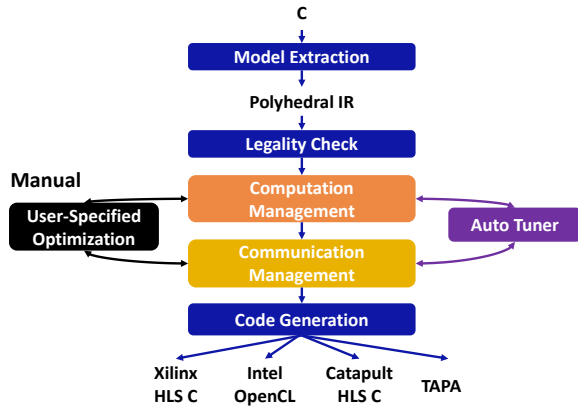 C
Model Extraction
Polyhedral IR
Legality Check
Manual
Computation
Management
User-Specified
Optimization
Auto Tuner
Communication
Management
Code Generation
Xilinx
HLS C
Intel
OpenCL
Catapult
HLS C
TAPA